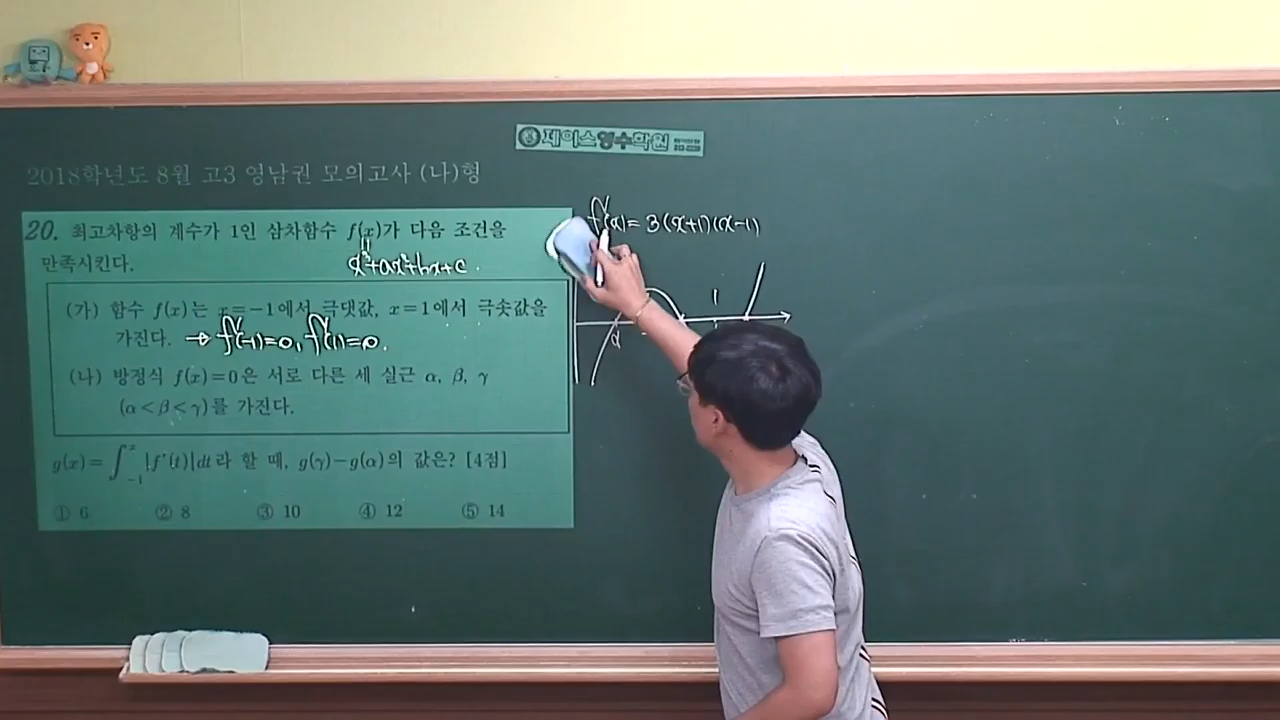 제이스영수학원
2018학년도 8월 고3 영남권 모의고사 (나)형
20. 최고차항의 계수가 1인 삼차함수 f(x)가 다음 조건을
만족시킨다.
x³+ax²+bx+c.
(가) 함수 f(x)는 x=-1에서 극댓값, x=1에서 극솟값을
가진다. → f'(-1)=0, f'(1)=0.
(나) 방정식 f(x)=0은 서로 다른 세 실근 α, β, γ
(α<β<γ)를 가진다.
g(x)=∫₋₁ˣ |f'(t)|dt라 할 때, g(γ)-g(α)의 값은? [4점]
① 6 ② 8 ③ 10 ④ 12 ⑤ 14
f'(x)= 3(x+1)(x-1)
1
α